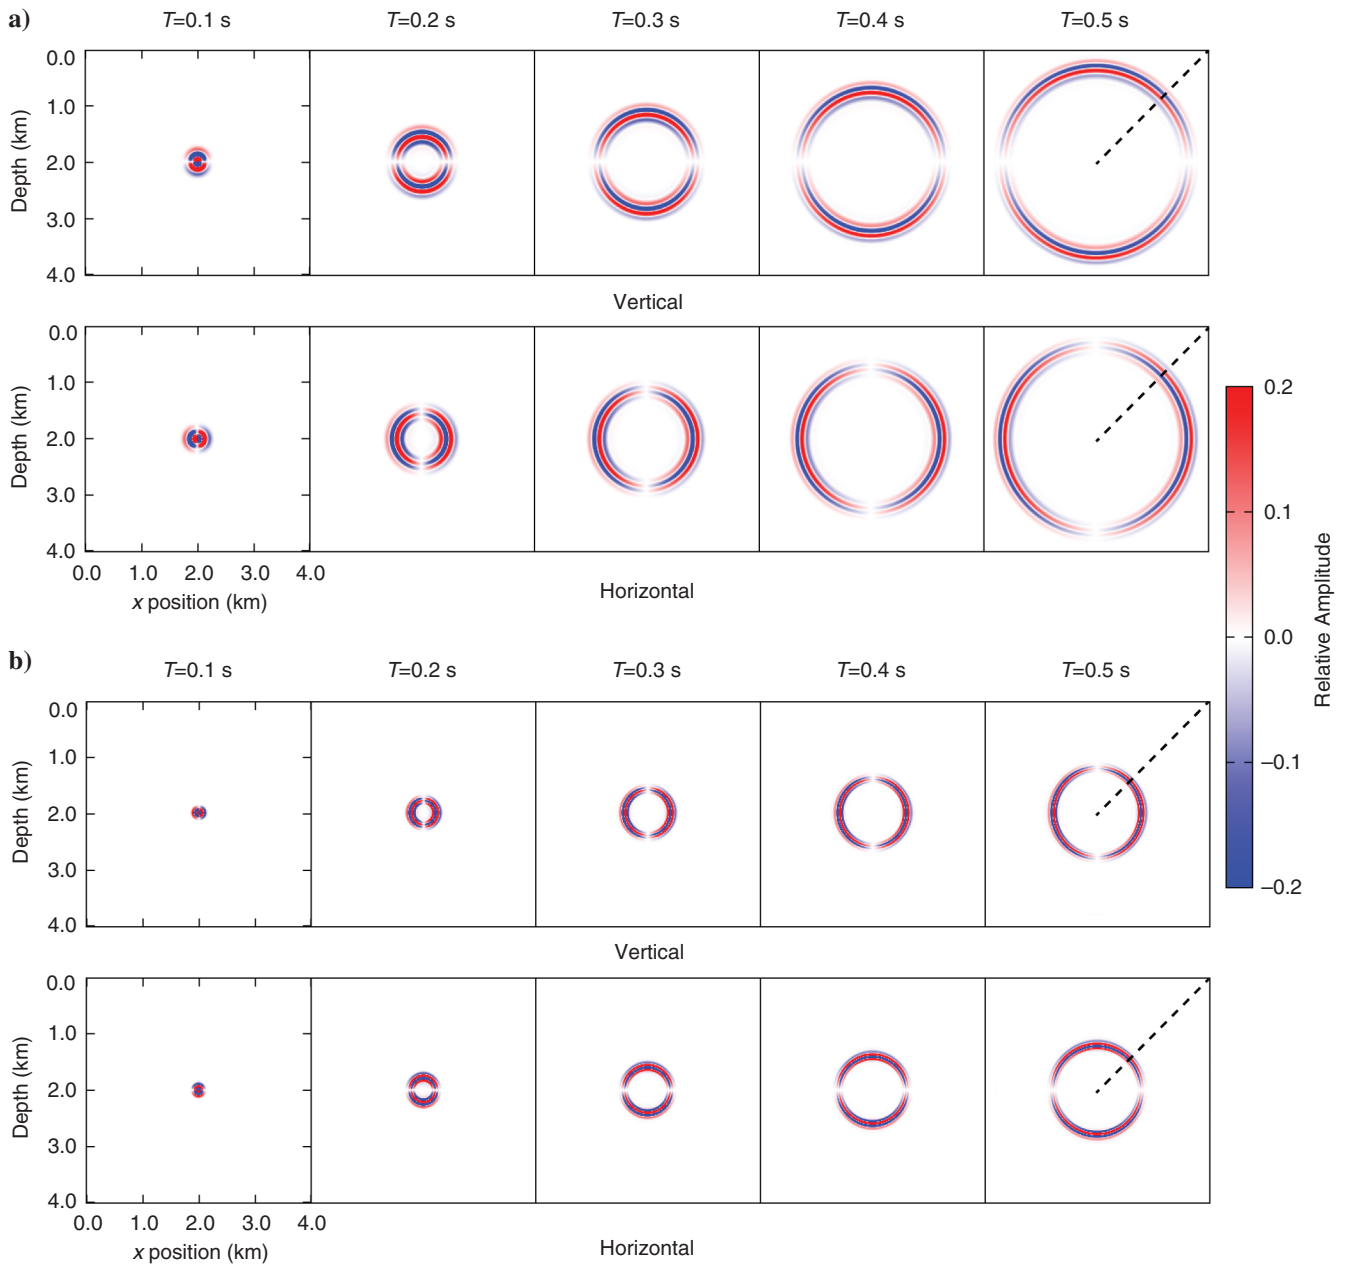 a)
T=0.1 s T=0.2 s T=0.3 s T=0.4 s T=0.5 s
0.0
1.0
2.0
3.0
4.0
Depth (km)
Vertical
0.0
1.0
2.0
3.0
4.0
Depth (km)
0.0 1.0 2.0 3.0 4.0
x position (km)
Horizontal
0.2
0.1
0.0
−0.1
−0.2
Relative Amplitude
b)
T=0.1 s T=0.2 s T=0.3 s T=0.4 s T=0.5 s
0.0
1.0
2.0
3.0
4.0
Depth (km)
Vertical
0.0
1.0
2.0
3.0
4.0
Depth (km)
0.0 1.0 2.0 3.0 4.0
x position (km)
Horizontal